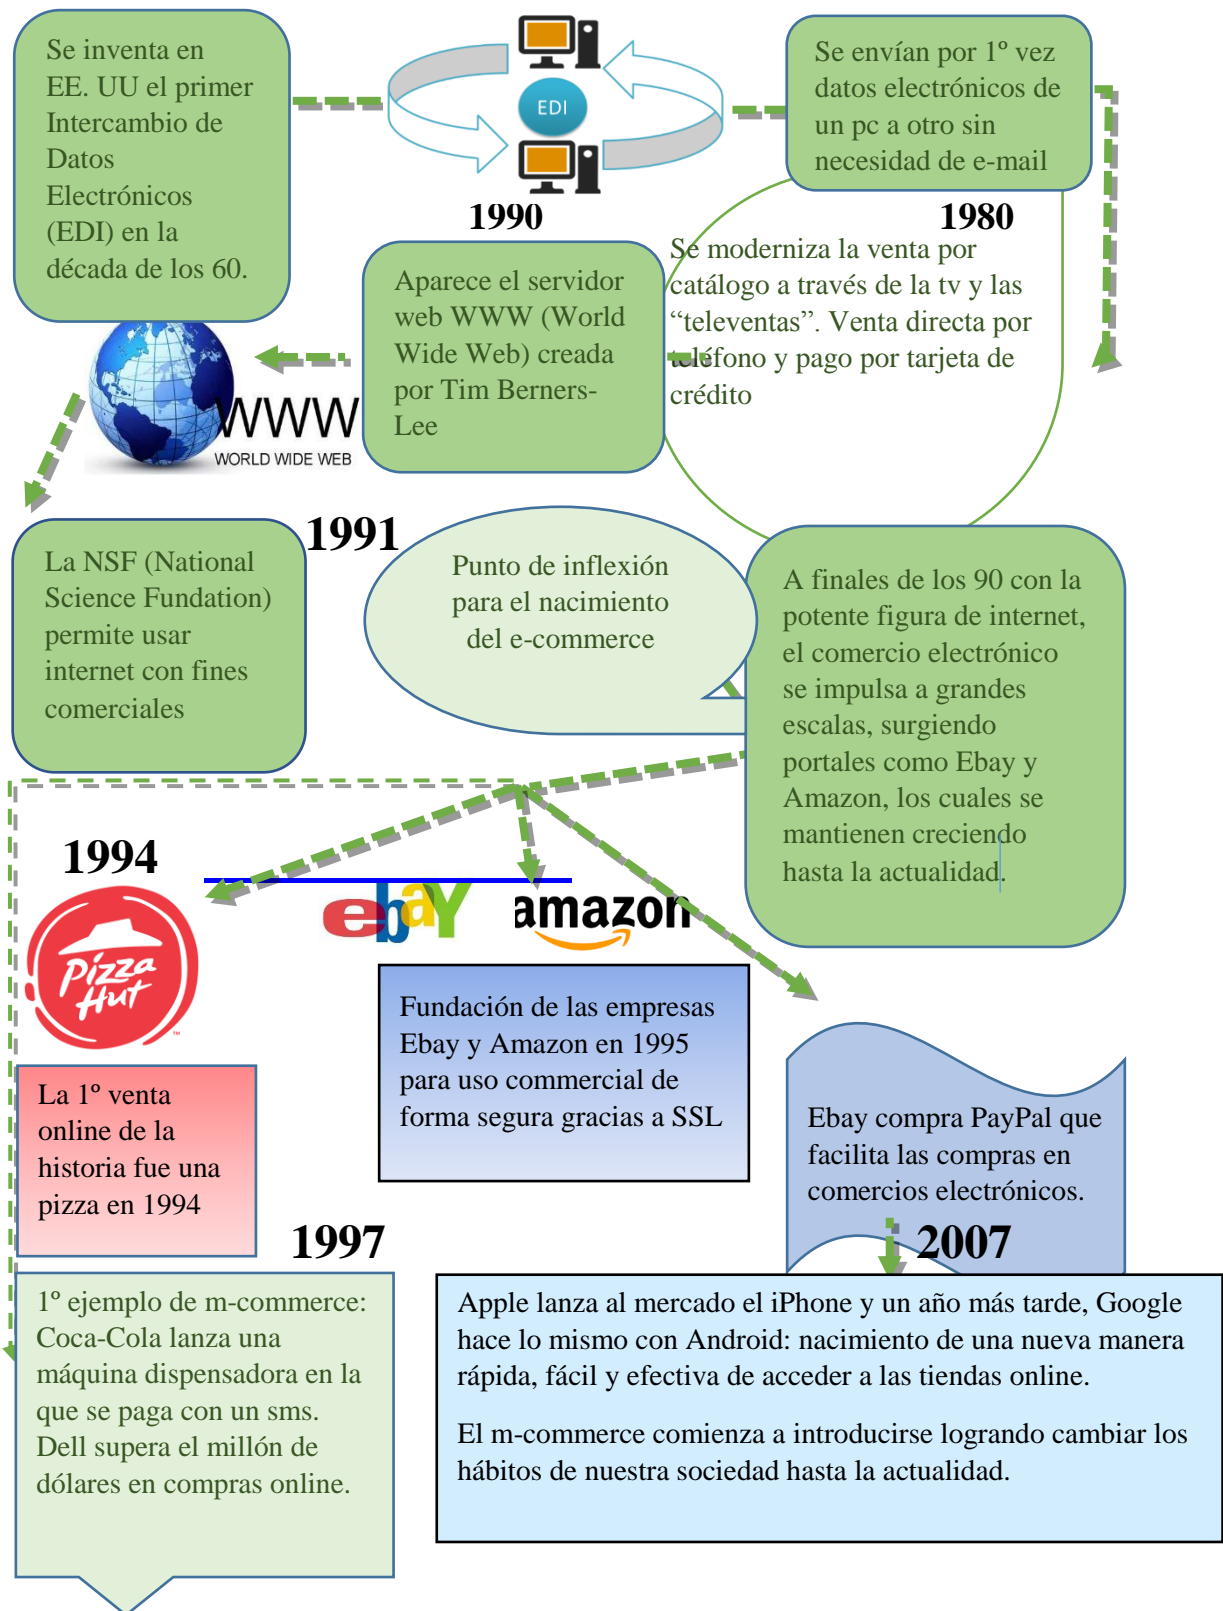 Se inventa en
EE. UU el primer
Intercambio de
Datos
Electrónicos
(EDI) en la
década de los 60.
EDI
Se envían por 1º vez
datos electrónicos de
un pc a otro sin
necesidad de e-mail
1980
Se moderniza la venta por
catálogo a través de la tv y las
“televentas”. Venta directa por
teléfono y pago por tarjeta de
crédito
1990
Aparece el servidor
web WWW (World
Wide Web) creada
por Tim Berners-
Lee
WWW
WORLD WIDE WEB
1991
La NSF (National
Science Fundation)
permite usar
internet con fines
comerciales
Punto de inflexión
para el nacimiento
del e-commerce
A finales de los 90 con la
potente figura de internet,
el comercio electrónico
se impulsa a grandes
escalas, surgiendo
portales como Ebay y
Amazon, los cuales se
mantienen creciendo
hasta la actualidad.
1994
Pizza
Hut
™
ebay
amazon
La 1º venta
online de la
historia fue una
pizza en 1994
Fundación de las empresas
Ebay y Amazon en 1995
para uso commercial de
forma segura gracias a SSL
Ebay compra PayPal que
facilita las compras en
comercios electrónicos.
1997
1º ejemplo de m-commerce:
Coca-Cola lanza una
máquina dispensadora en la
que se paga con un sms.
Dell supera el millón de
dólares en compras online.
2007
Apple lanza al mercado el iPhone y un año más tarde, Google
hace lo mismo con Android: nacimiento de una nueva manera
rápida, fácil y efectiva de acceder a las tiendas online.
El m-commerce comienza a introducirse logrando cambiar los
hábitos de nuestra sociedad hasta la actualidad.